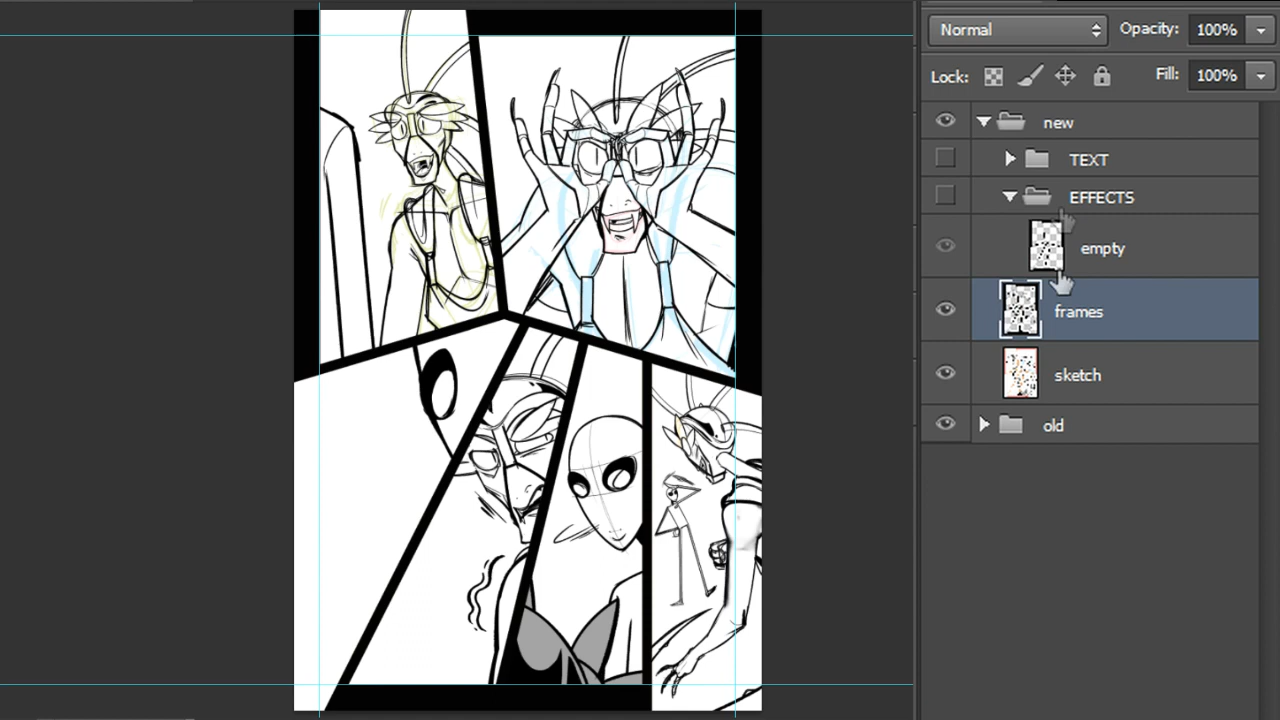 Normal Opacity: 100%
Lock: Fill: 100%
new
TEXT
EFFECTS
empty
frames
sketch
old